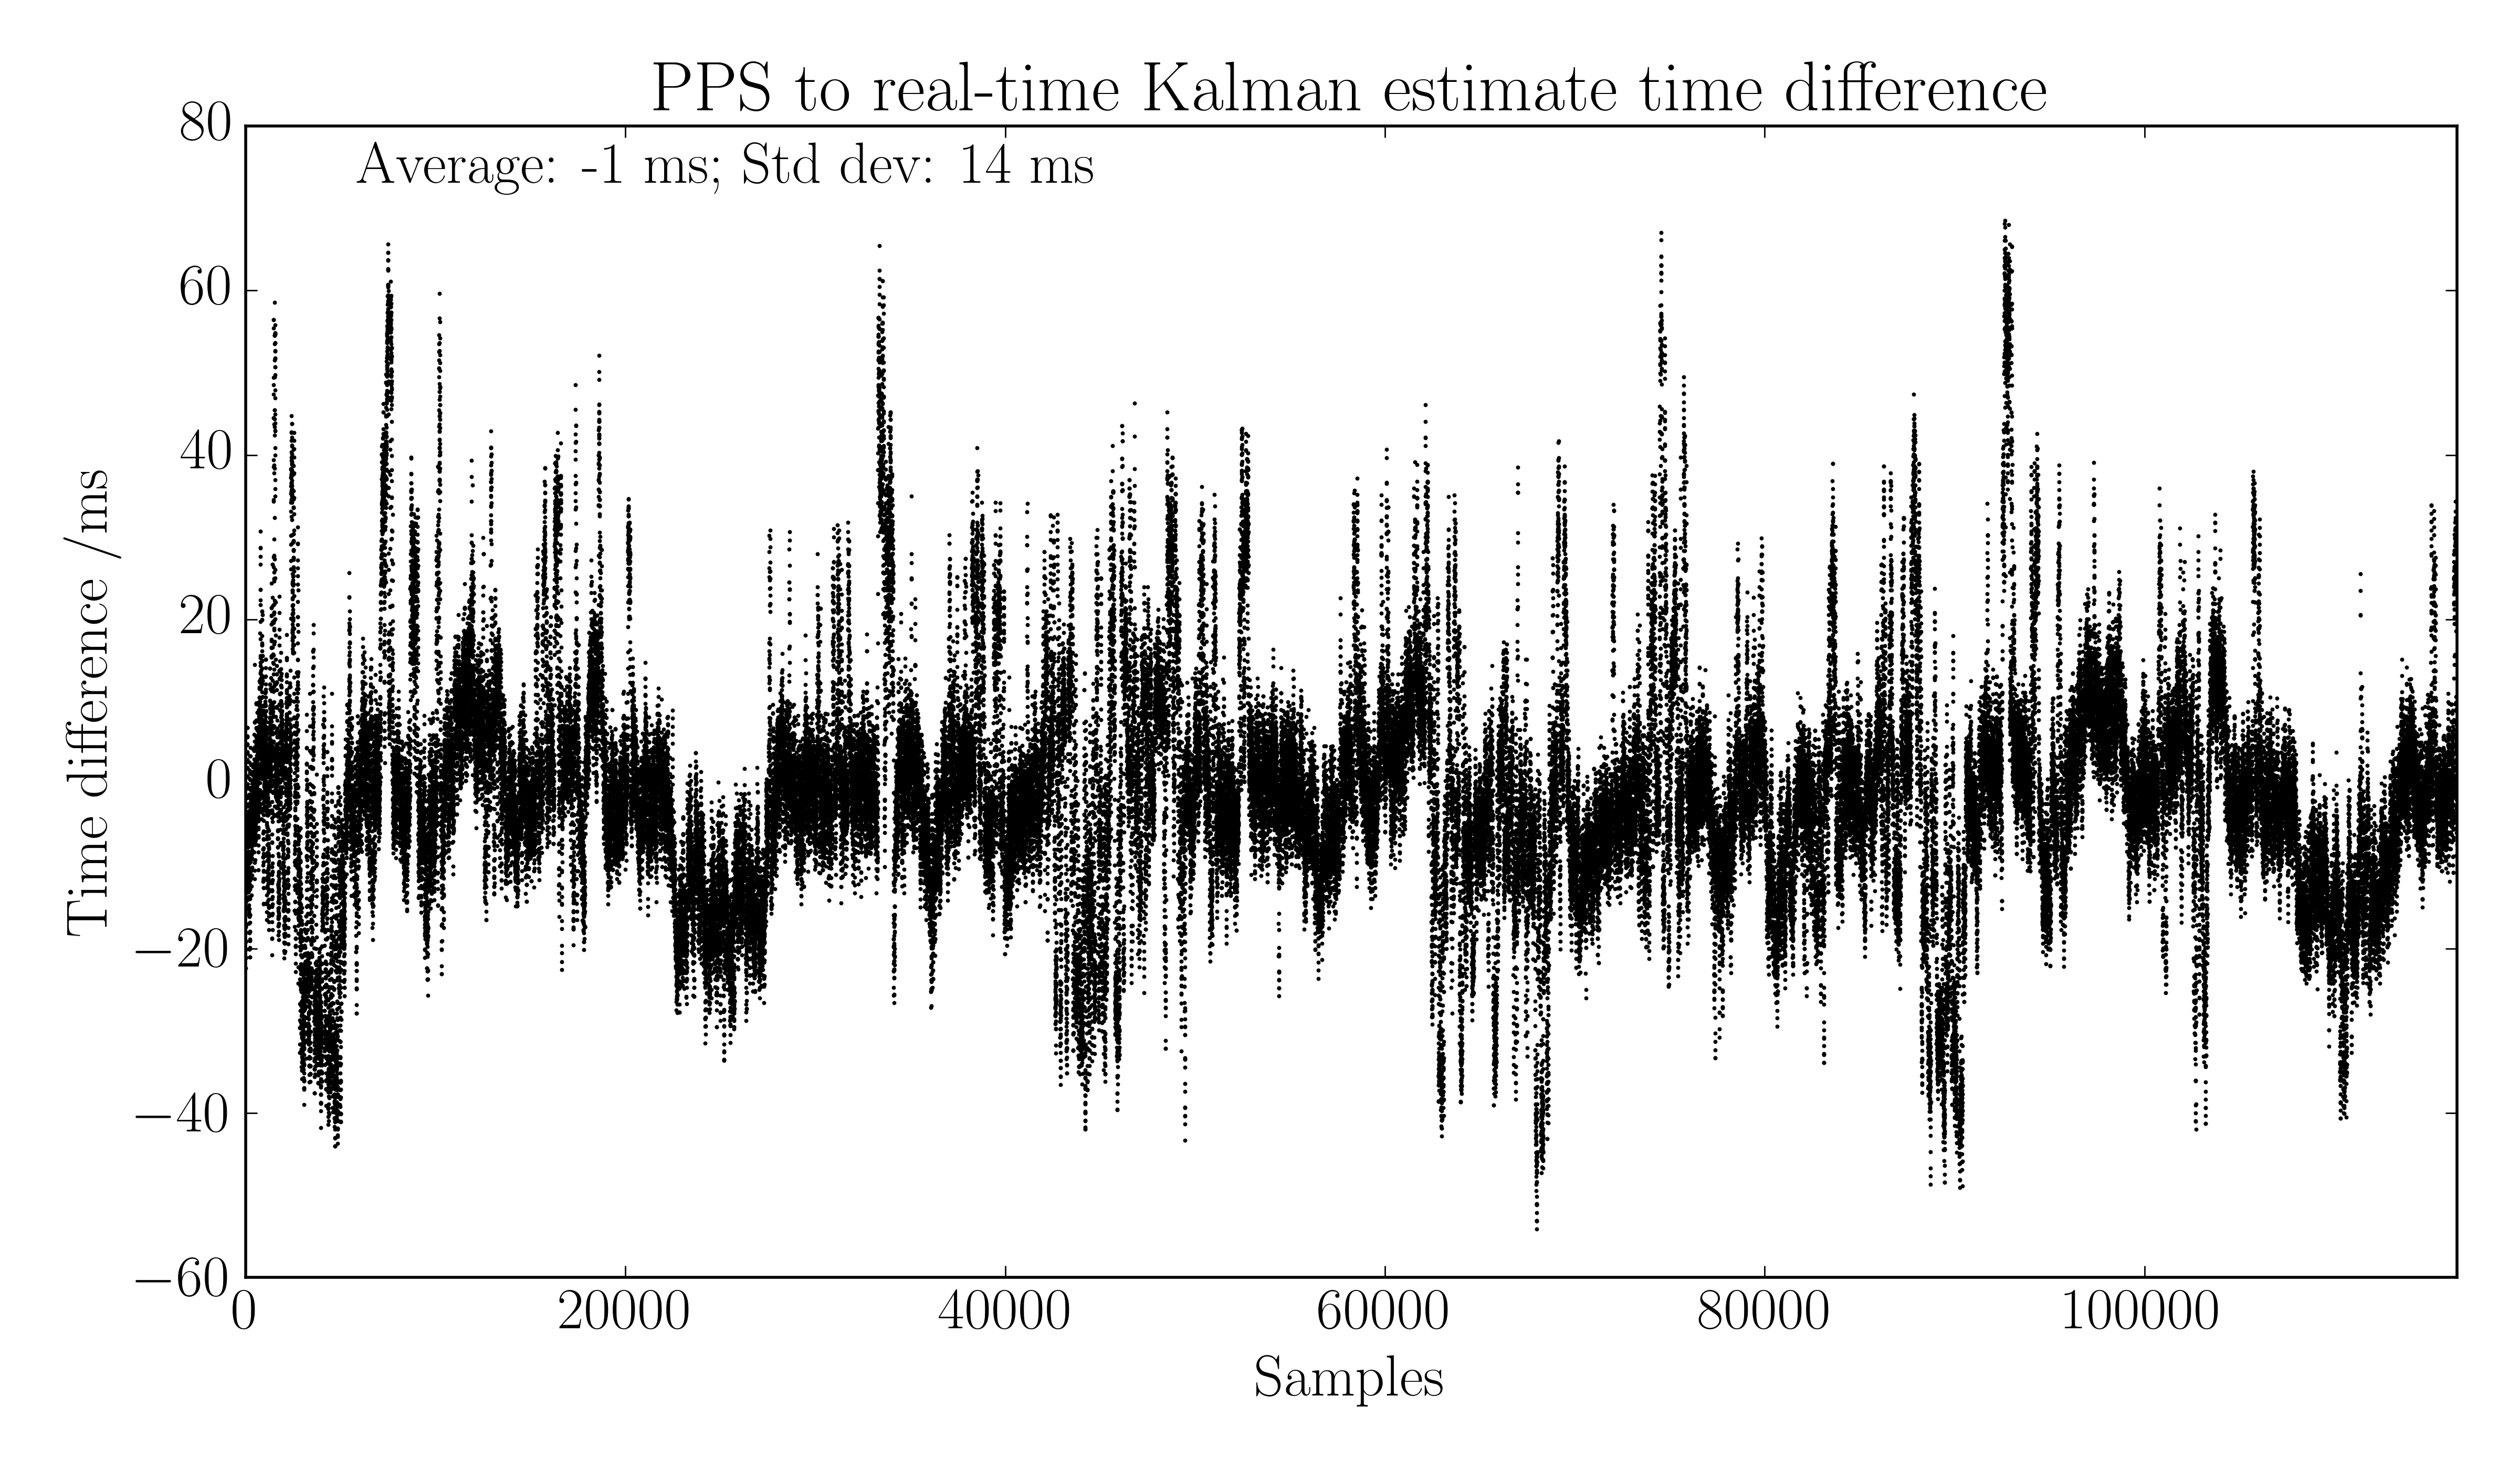 PPS to real-time Kalman estimate time difference
Average: -1 ms; Std dev: 14 ms
80
60
40
20
0
−20
−40
−60
Time difference /ms
0 20000 40000 60000 80000 100000
Samples